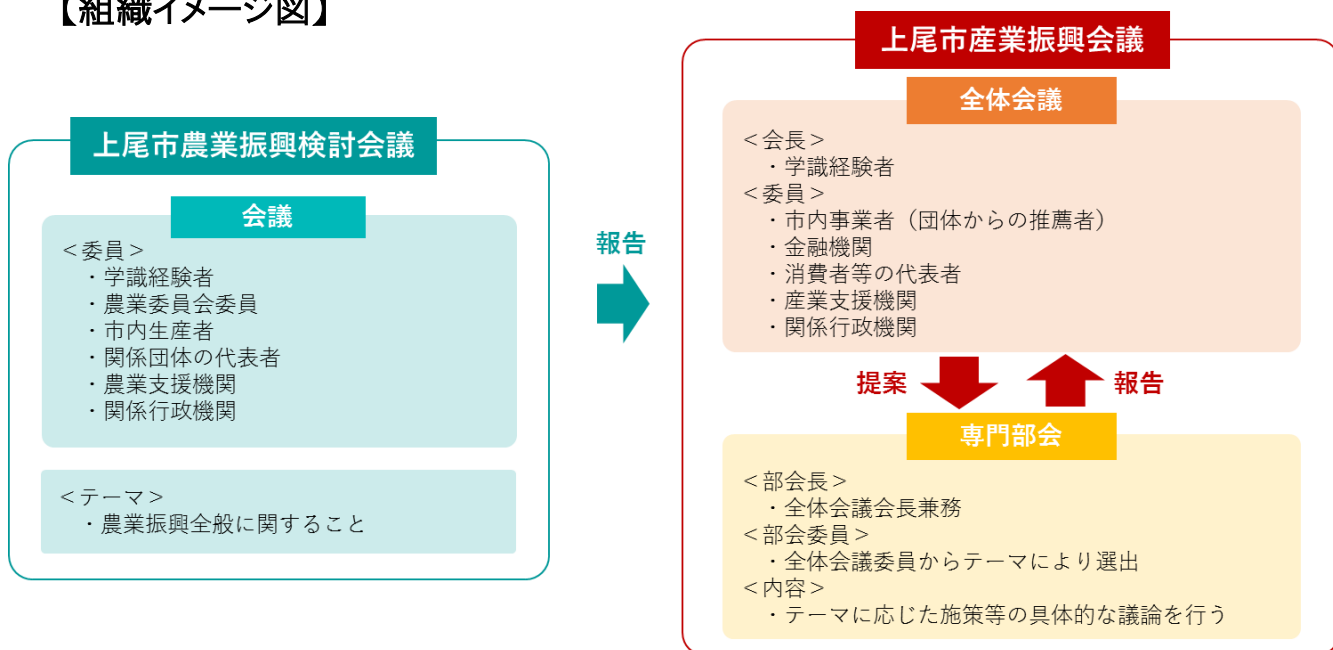 【組織イメージ図】
上尾市農業振興検討会議
会議
＜委員＞
・学識経験者
・農業委員会委員
・市内生産者
・関係団体の代表者
・農業支援機関
・関係行政機関
＜テーマ＞
・農業振興全般に関すること
報告
上尾市産業振興会議
全体会議
＜会長＞
・学識経験者
＜委員＞
・市内事業者（団体からの推薦者）
・金融機関
・消費者等の代表者
・産業支援機関
・関係行政機関
提案
報告
専門部会
＜部会長＞
・全体会議会長兼務
＜部会委員＞
・全体会議委員からテーマにより選出
＜内容＞
・テーマに応じた施策等の具体的な議論を行う